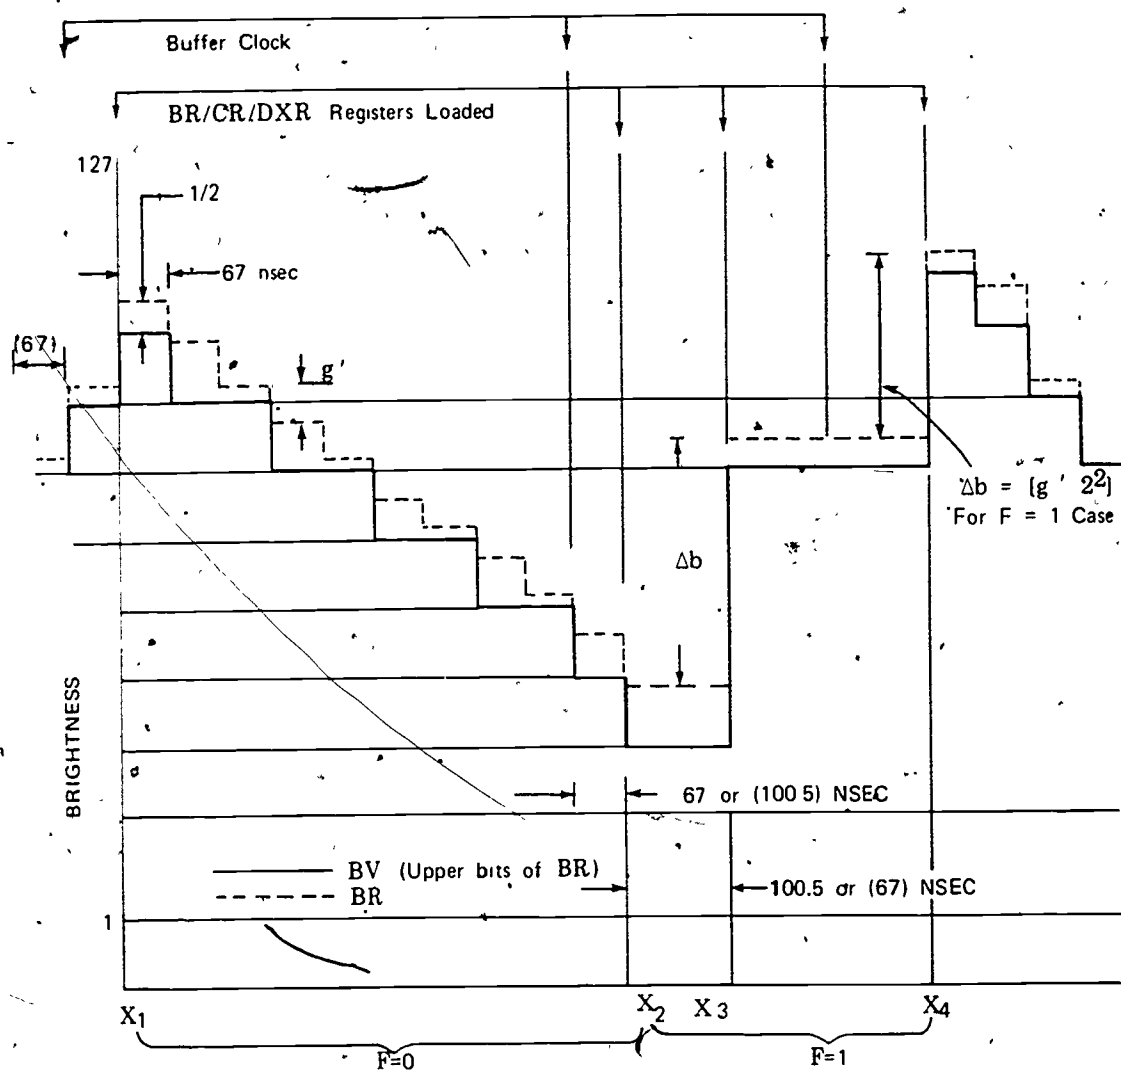 Buffer Clock
BR/CR/DXR Registers Loaded
127
1/2
67 nsec
(67)
g'
Δb = [g' 2²]
For F = 1 Case
Δb
BRIGHTNESS
67 or (100 5) NSEC
BV (Upper bits of BR)
BR
100.5 or (67) NSEC
1
X1
X2
X3
X4
F=0
F=1